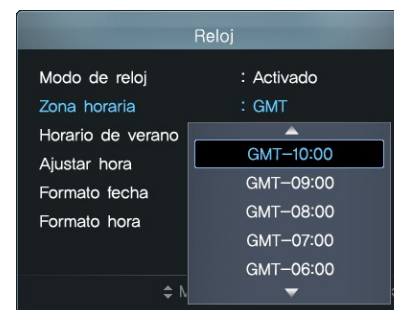 Reloj
Modo de reloj : Activado
Zona horaria : GMT
Horario de verano
GMT-10:00
Ajustar hora
GMT-09:00
Formato fecha
GMT-08:00
Formato hora
GMT-07:00
GMT-06:00